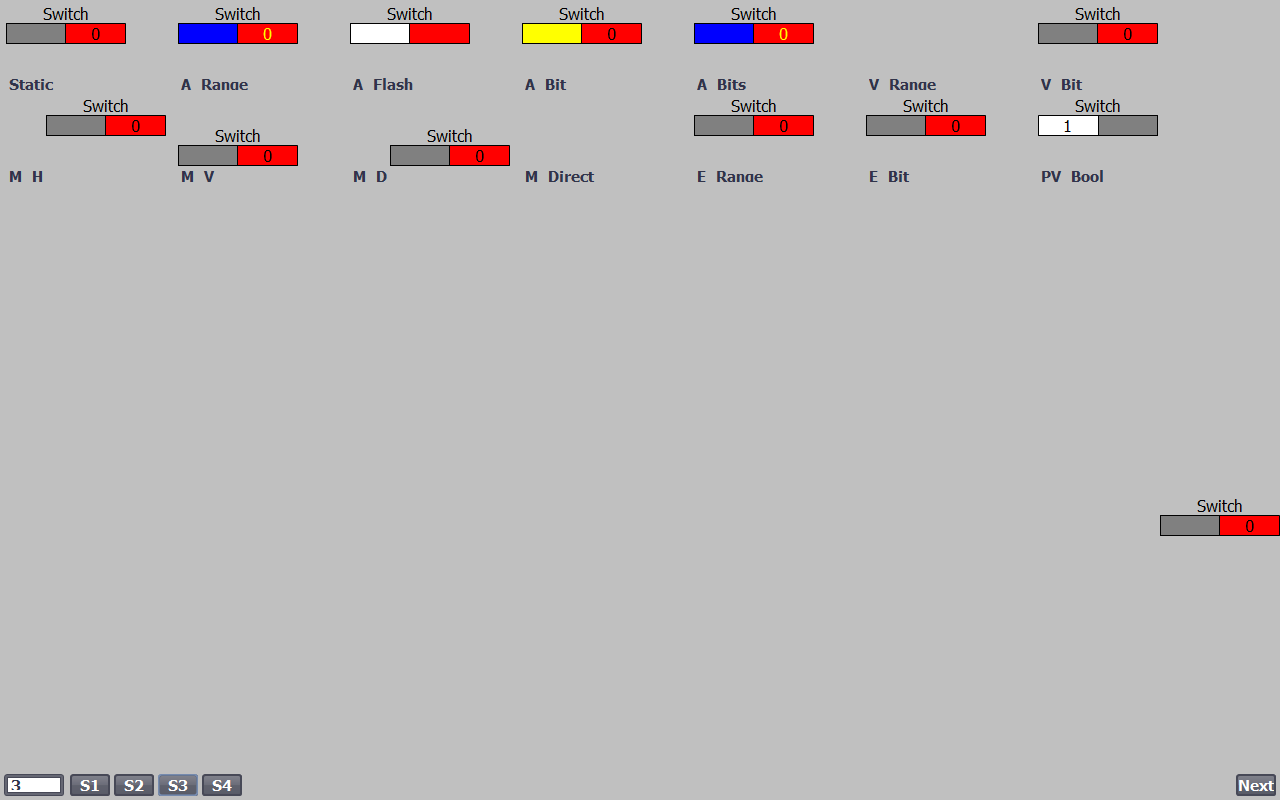 Switch Switch Switch Switch Switch Switch
0 0 0 0 0
Static A Range A Flash A Bit A Bits V Range V Bit
Switch Switch Switch Switch
0 0 0 1
Switch Switch
0 0
M H M V M D M Direct E Range E Bit PV Bool
Switch
0
3 S1 S2 S3 S4 Next